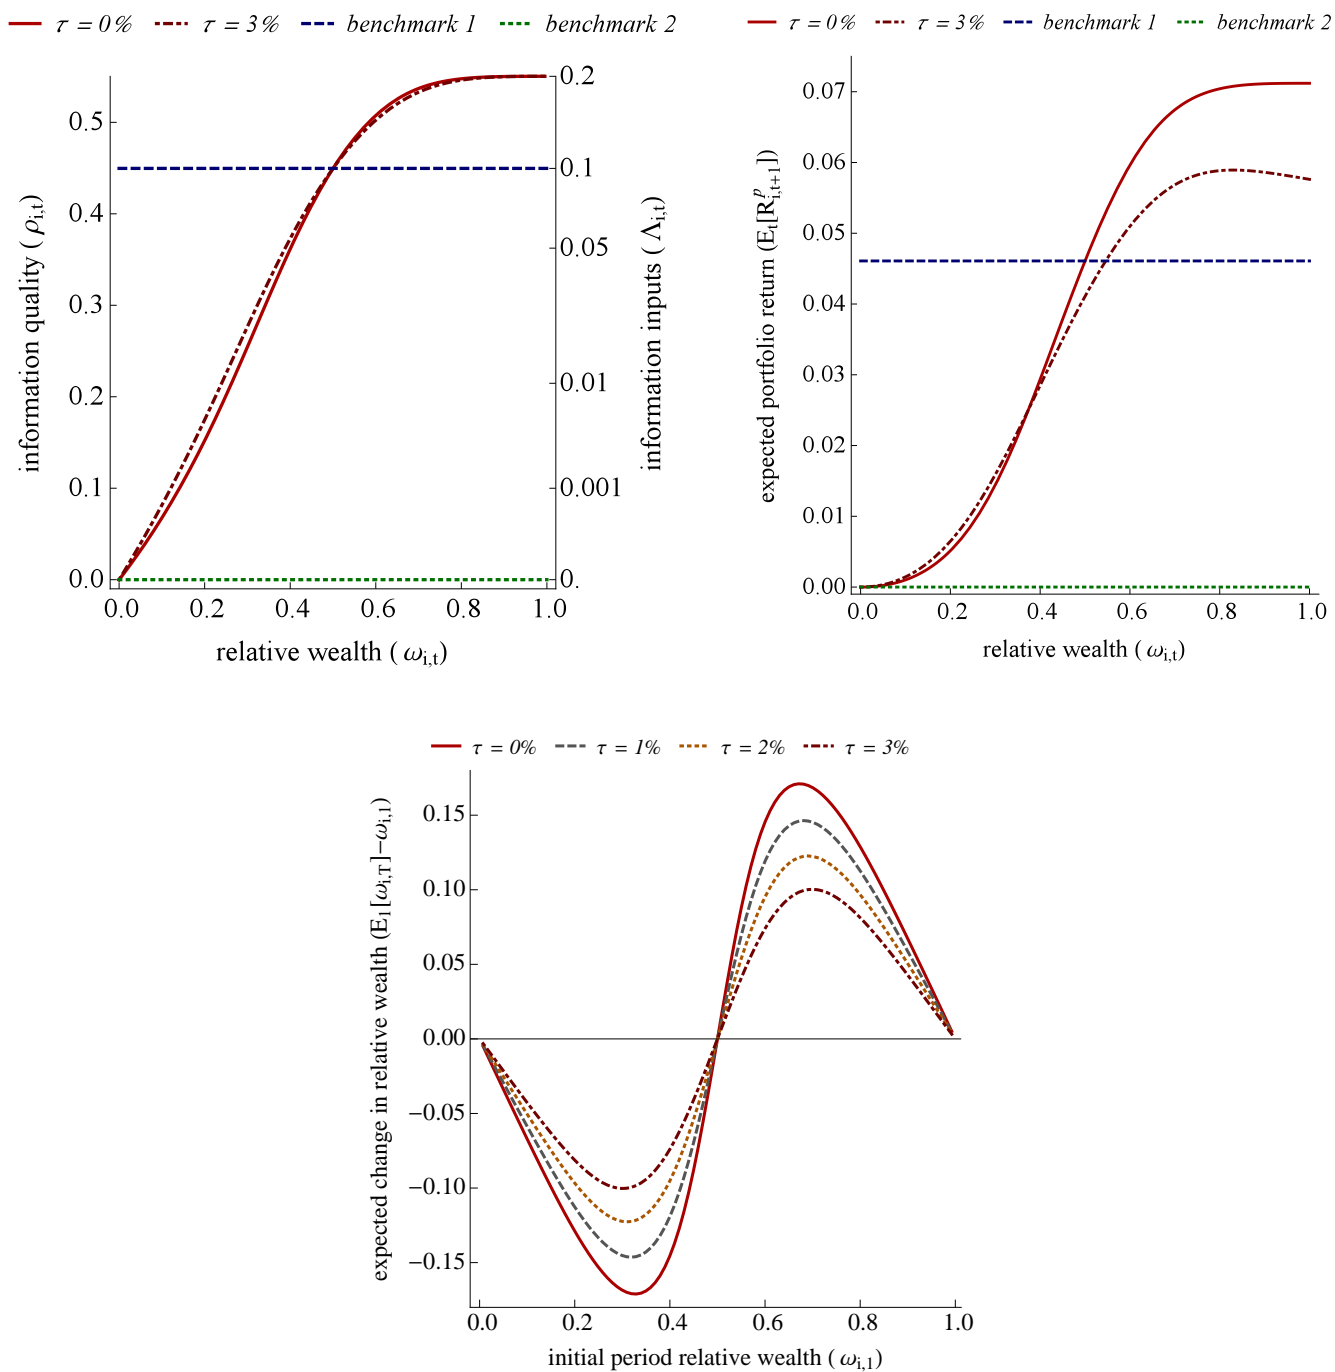 τ = 0% τ = 3% benchmark 1 benchmark 2
0.5
0.4
0.3
0.2
0.1
0.0
0.2
0.1
0.05
0.01
0.001
0.
0.0 0.2 0.4 0.6 0.8 1.0
information quality ( ρi,t)
information inputs ( Λi,t)
relative wealth ( ωi,t)
τ = 0% τ = 3% benchmark 1 benchmark 2
0.07
0.06
0.05
0.04
0.03
0.02
0.01
0.00
0.0 0.2 0.4 0.6 0.8 1.0
expected portfolio return (Et[R^p_i,t+1])
relative wealth ( ωi,t)
τ = 0% τ = 1% τ = 2% τ = 3%
0.15
0.10
0.05
0.00
−0.05
−0.10
−0.15
0.0 0.2 0.4 0.6 0.8 1.0
expected change in relative wealth (E1[ωi,T]−ωi,1)
initial period relative wealth ( ωi,1)